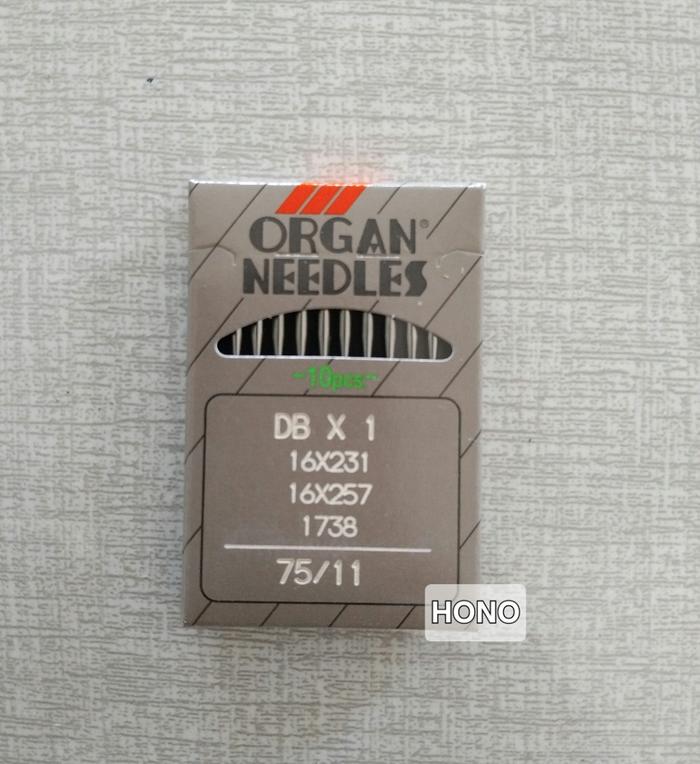 ORGAN®
NEEDLES
-10pcs-
DB X 1
16X231
16X257
1738
75/11
HONO